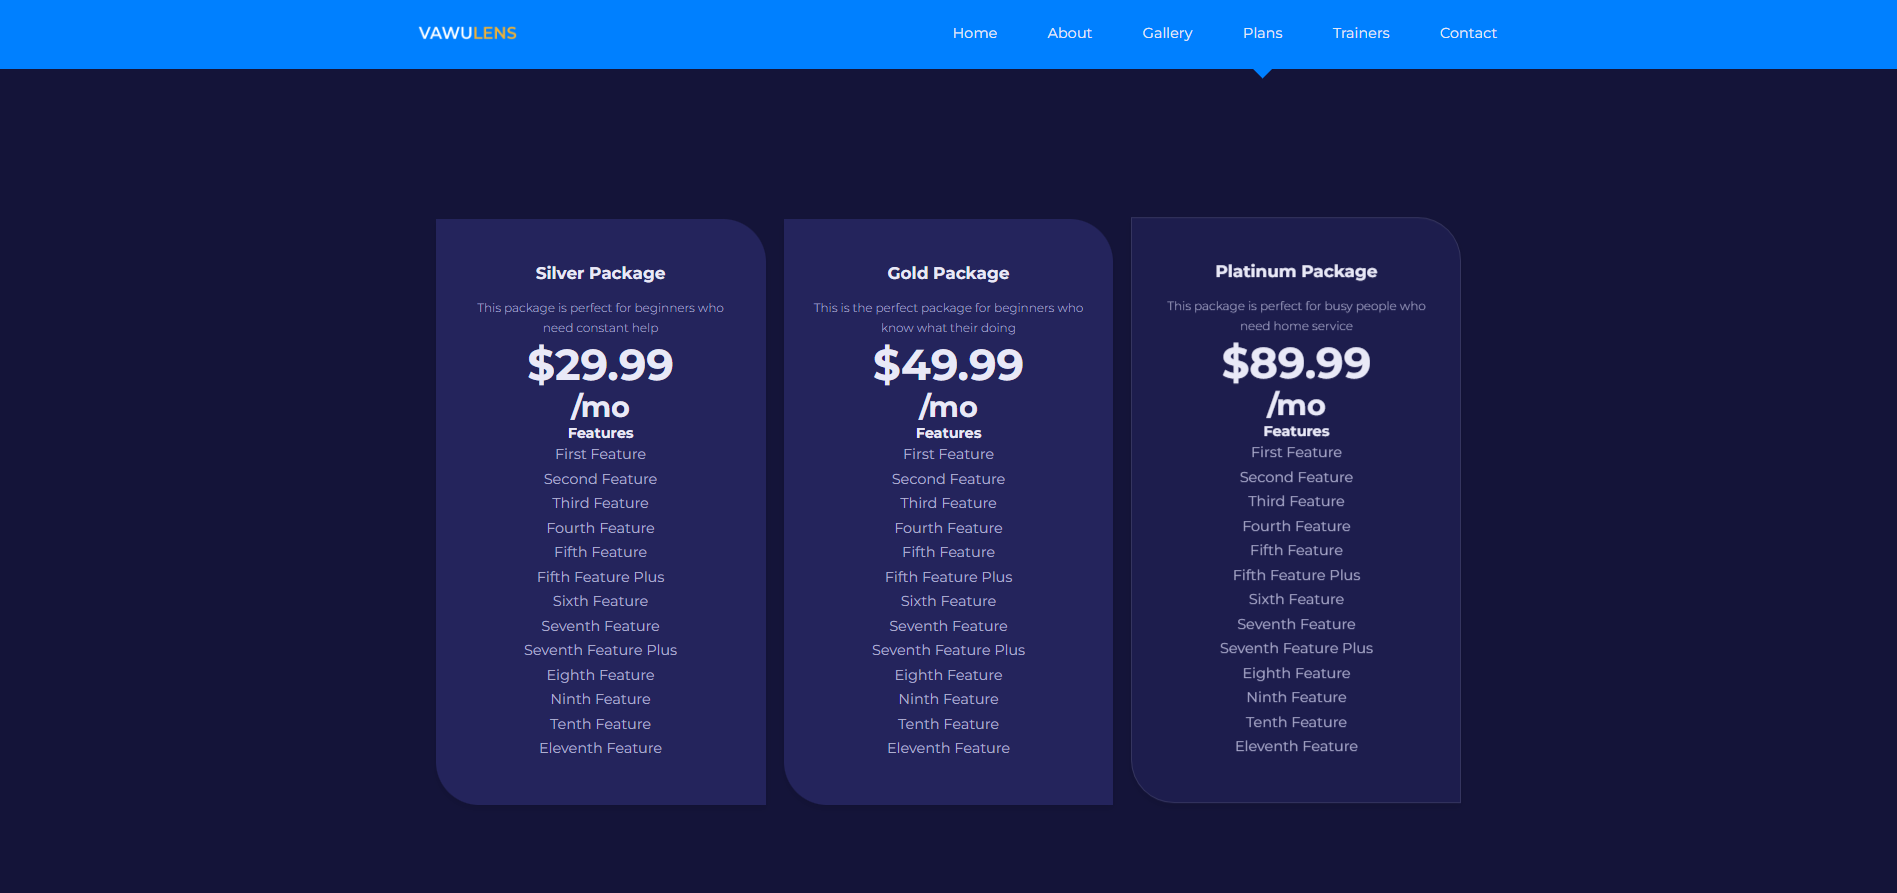 VAWULENS
Home About Gallery Plans Trainers Contact
Silver Package
This package is perfect for beginners who
need constant help
$29.99
/mo
Features
First Feature
Second Feature
Third Feature
Fourth Feature
Fifth Feature
Fifth Feature Plus
Sixth Feature
Seventh Feature
Seventh Feature Plus
Eighth Feature
Ninth Feature
Tenth Feature
Eleventh Feature
Gold Package
This is the perfect package for beginners who
know what their doing
$49.99
/mo
Features
First Feature
Second Feature
Third Feature
Fourth Feature
Fifth Feature
Fifth Feature Plus
Sixth Feature
Seventh Feature
Seventh Feature Plus
Eighth Feature
Ninth Feature
Tenth Feature
Eleventh Feature
Platinum Package
This package is perfect for busy people who
need home service
$89.99
/mo
Features
First Feature
Second Feature
Third Feature
Fourth Feature
Fifth Feature
Fifth Feature Plus
Sixth Feature
Seventh Feature
Seventh Feature Plus
Eighth Feature
Ninth Feature
Tenth Feature
Eleventh Feature